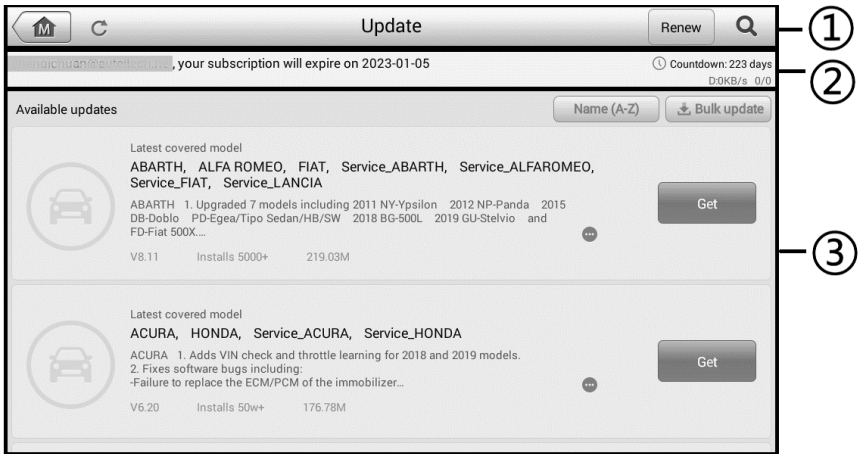 M Update Renew ①
, your subscription will expire on 2023-01-05 Countdown: 223 days ②
D:0KB/s 0/0
Available updates Name (A-Z) Bulk update
Latest covered model
ABARTH, ALFA ROMEO, FIAT, Service_ABARTH, Service_ALFAROMEO,
Service_FIAT, Service_LANCIA
ABARTH 1. Upgraded 7 models including 2011 NY-Ypsilon 2012 NP-Panda 2015
DB-Doblo PD-Egea/Tipo Sedan/HB/SW 2018 BG-500L 2019 GU-Stelvio and
FD-Fiat 500X....
Get
③
V8.11 Installs 5000+ 219.03M
Latest covered model
ACURA, HONDA, Service_ACURA, Service_HONDA
ACURA 1. Adds VIN check and throttle learning for 2018 and 2019 models.
2. Fixes software bugs including:
-Failure to replace the ECM/PCM of the immobilizer...
Get
V6.20 Installs 50w+ 176.78M